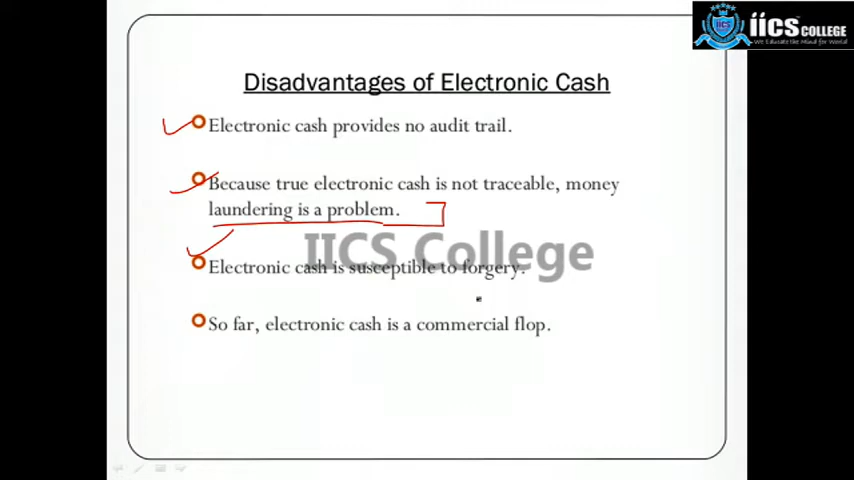 iics COLLEGE
We Educate the Mind for World
Disadvantages of Electronic Cash
Electronic cash provides no audit trail.
Because true electronic cash is not traceable, money
laundering is a problem.
IICS College
Electronic cash is susceptible to forgery.
So far, electronic cash is a commercial flop.